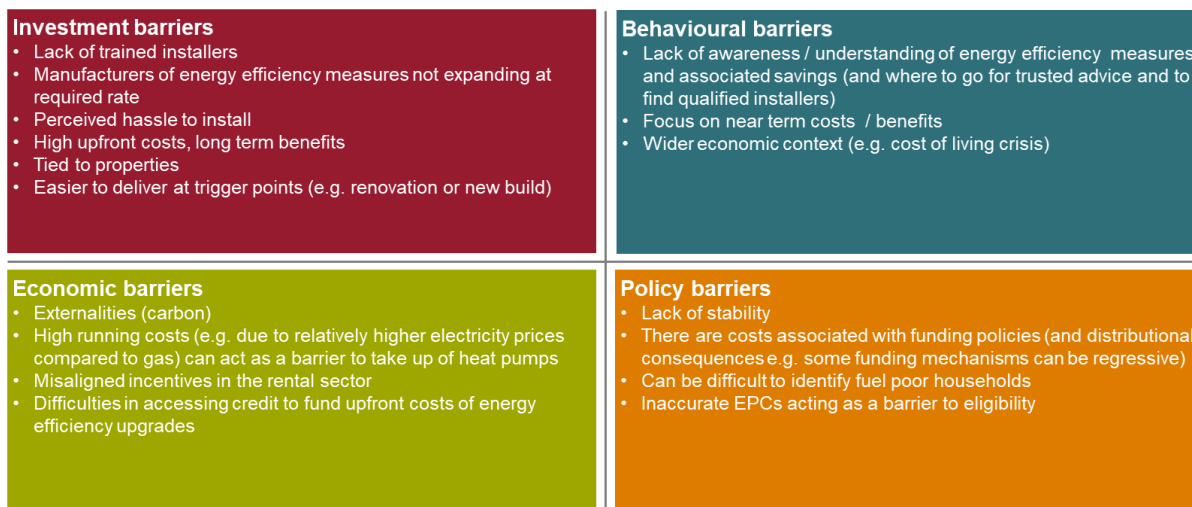 Investment barriers
• Lack of trained installers
• Manufacturers of energy efficiency measures not expanding at
required rate
• Perceived hassle to install
• High upfront costs, long term benefits
• Tied to properties
• Easier to deliver at trigger points (e.g. renovation or new build)
Behavioural barriers
• Lack of awareness / understanding of energy efficiency measures
and associated savings (and where to go for trusted advice and to
find qualified installers)
• Focus on near term costs / benefits
• Wider economic context (e.g. cost of living crisis)
Economic barriers
• Externalities (carbon)
• High running costs (e.g. due to relatively higher electricity prices
compared to gas) can act as a barrier to take up of heat pumps
• Misaligned incentives in the rental sector
• Difficulties in accessing credit to fund upfront costs of energy
efficiency upgrades
Policy barriers
• Lack of stability
• There are costs associated with funding policies (and distributional
consequences e.g. some funding mechanisms can be regressive)
• Can be difficult to identify fuel poor households
• Inaccurate EPCs acting as a barrier to eligibility